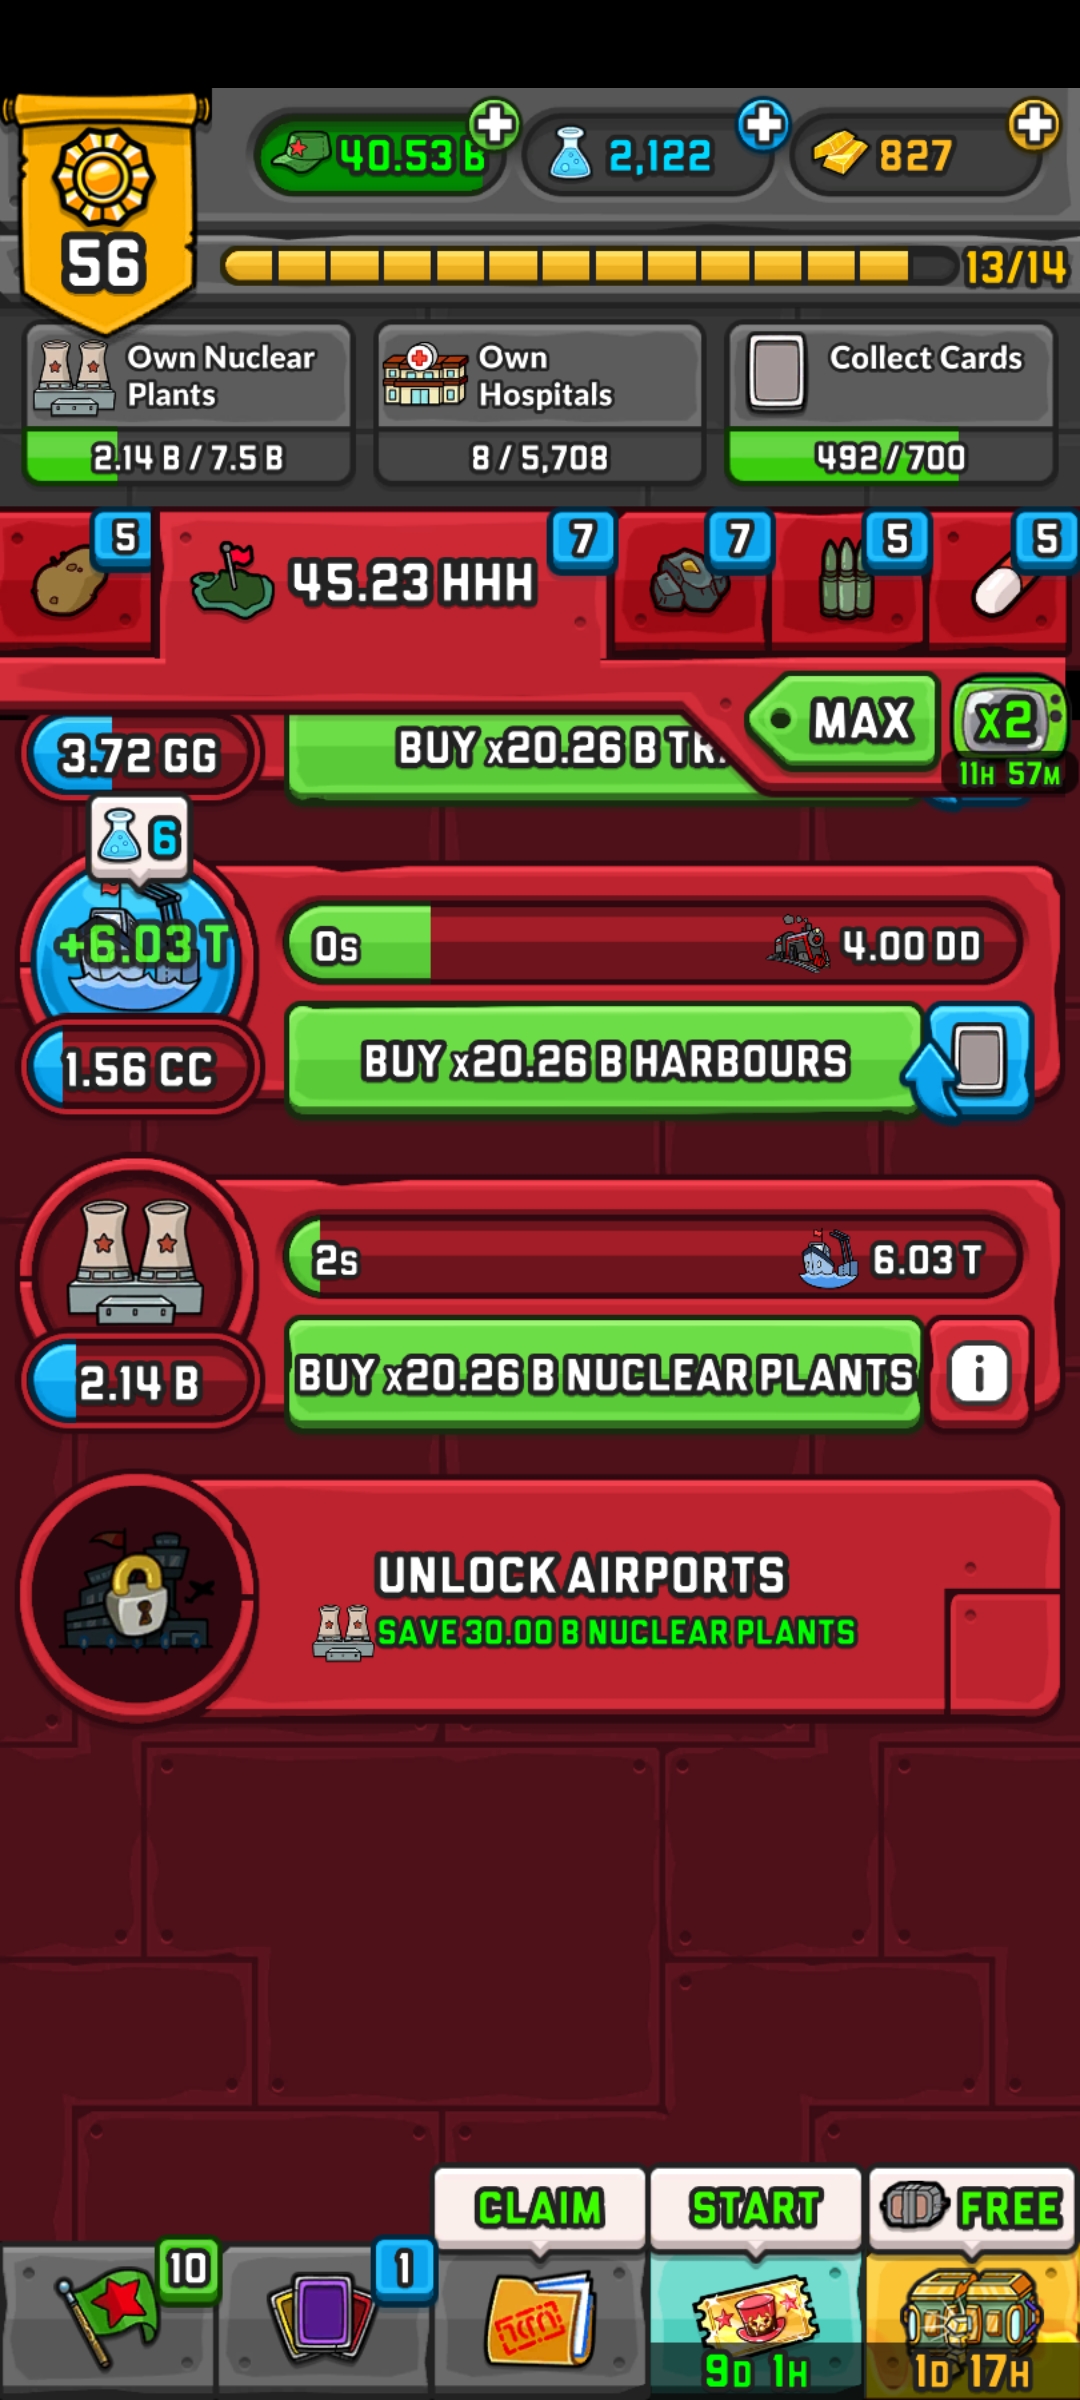 40.53 B
2,122
827
56
13/14
Own Nuclear
Plants
2.14 B / 7.5 B
Own
Hospitals
8 / 5,708
Collect Cards
492 / 700
5
45.23 HHH
7
7
5
5
MAX
x2
11H 57M
3.72 GG
BUY x20.26 B TR
6
+6.03 T
0s
4.00 DD
1.56 CC
BUY x20.26 B HARBOURS
2s
6.03 T
2.14 B
BUY x20.26 B NUCLEAR PLANTS
i
UNLOCK AIRPORTS
SAVE 30.00 B NUCLEAR PLANTS
CLAIM
START
FREE
10
1
9D 1H
1D 17H